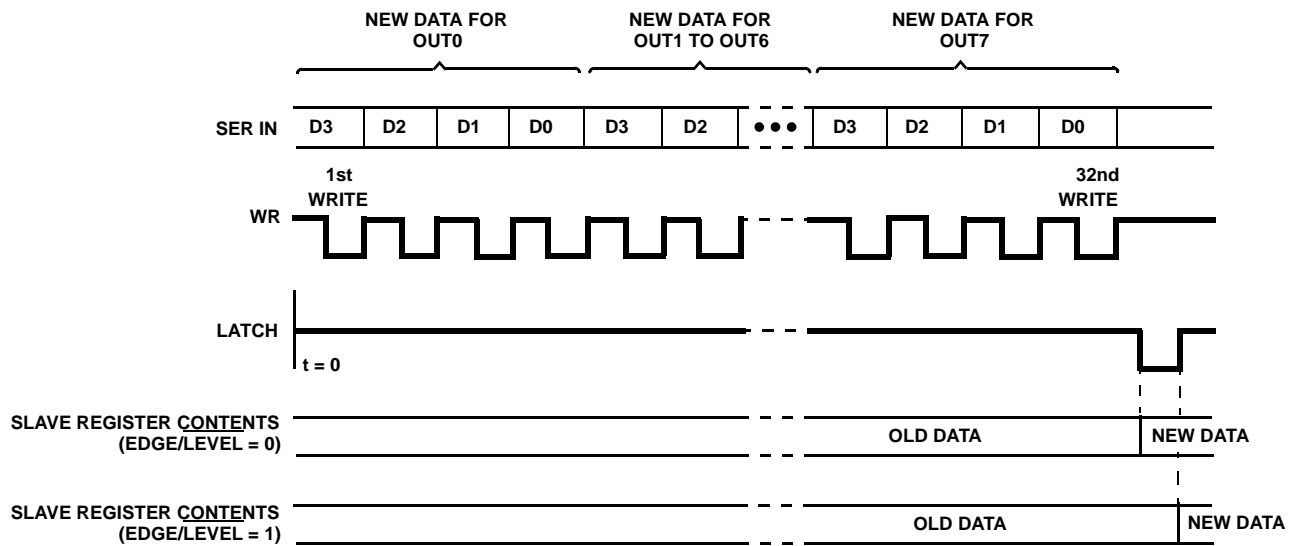 NEW DATA FOR
OUT0
NEW DATA FOR
OUT1 TO OUT6
NEW DATA FOR
OUT7
SER IN
D3
D2
D1
D0
D3
D2
•••
D3
D2
D1
D0
1st
WRITE
32nd
WRITE
WR
LATCH
t = 0
SLAVE REGISTER CONTENTS
(EDGE/LEVEL = 0)
OLD DATA
NEW DATA
SLAVE REGISTER CONTENTS
(EDGE/LEVEL = 1)
OLD DATA
NEW DATA